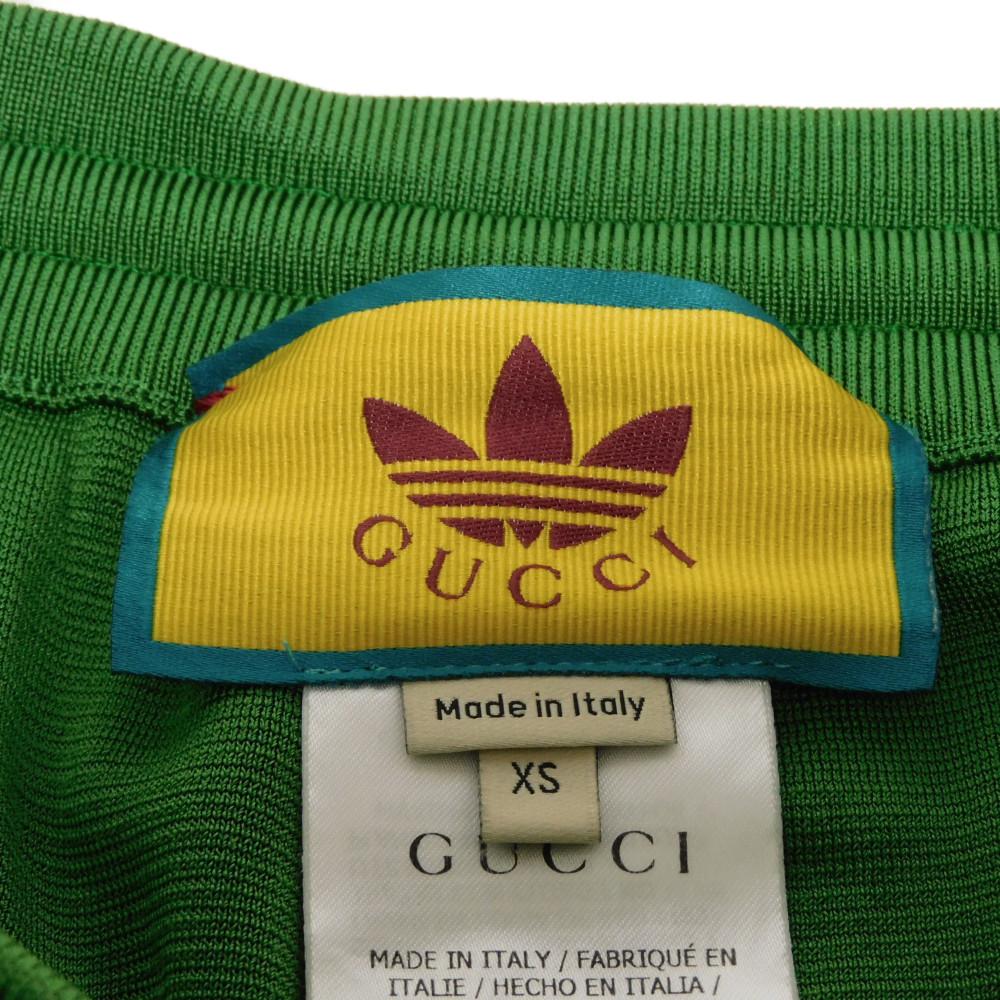 GUCCI
Made in Italy
XS
GUCCI
MADE IN ITALY / FABRIQUÉ EN
ITALIE / HECHO EN ITALIA /